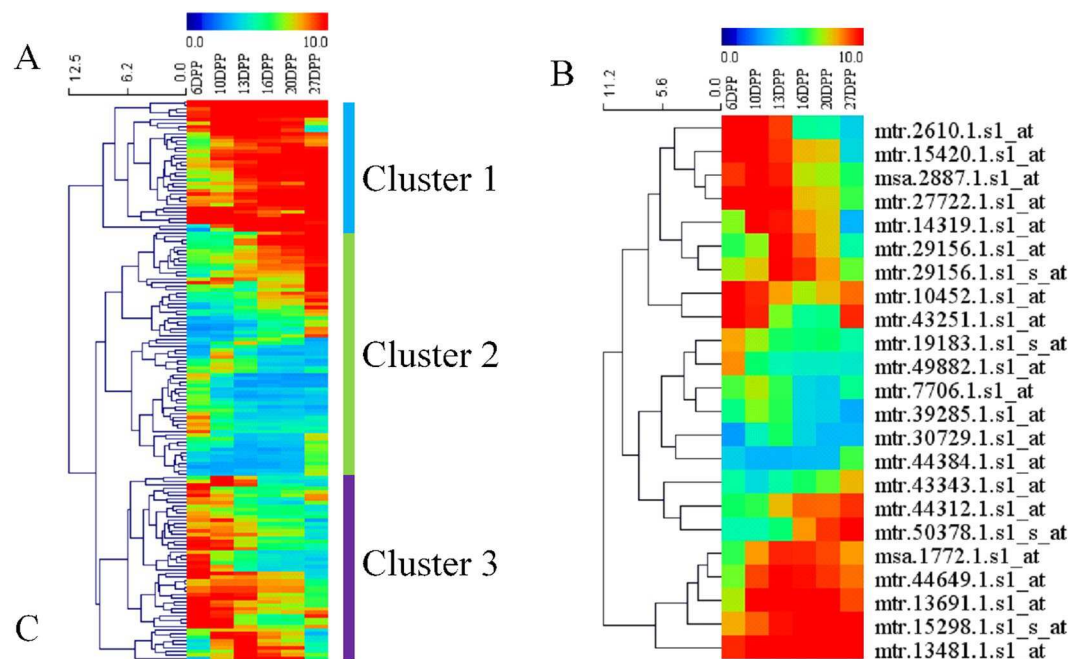 A
0.0
10.0
12.5
6.2
0.0
6DPP
10DPP
13DPP
16DPP
20DPP
27DPP
Cluster 1
Cluster 2
Cluster 3
C
B
0.0
10.0
11.2
5.6
0.0
6DPP
10DPP
13DPP
16DPP
20DPP
27DPP
mtr.2610.1.s1_at
mtr.15420.1.s1_at
msa.2887.1.s1_at
mtr.27722.1.s1_at
mtr.14319.1.s1_at
mtr.29156.1.s1_at
mtr.29156.1.s1_s_at
mtr.10452.1.s1_at
mtr.43251.1.s1_at
mtr.19183.1.s1_s_at
mtr.49882.1.s1_at
mtr.7706.1.s1_at
mtr.39285.1.s1_at
mtr.30729.1.s1_at
mtr.44384.1.s1_at
mtr.43343.1.s1_at
mtr.44312.1.s1_at
mtr.50378.1.s1_s_at
msa.1772.1.s1_at
mtr.44649.1.s1_at
mtr.13691.1.s1_at
mtr.15298.1.s1_s_at
mtr.13481.1.s1_at